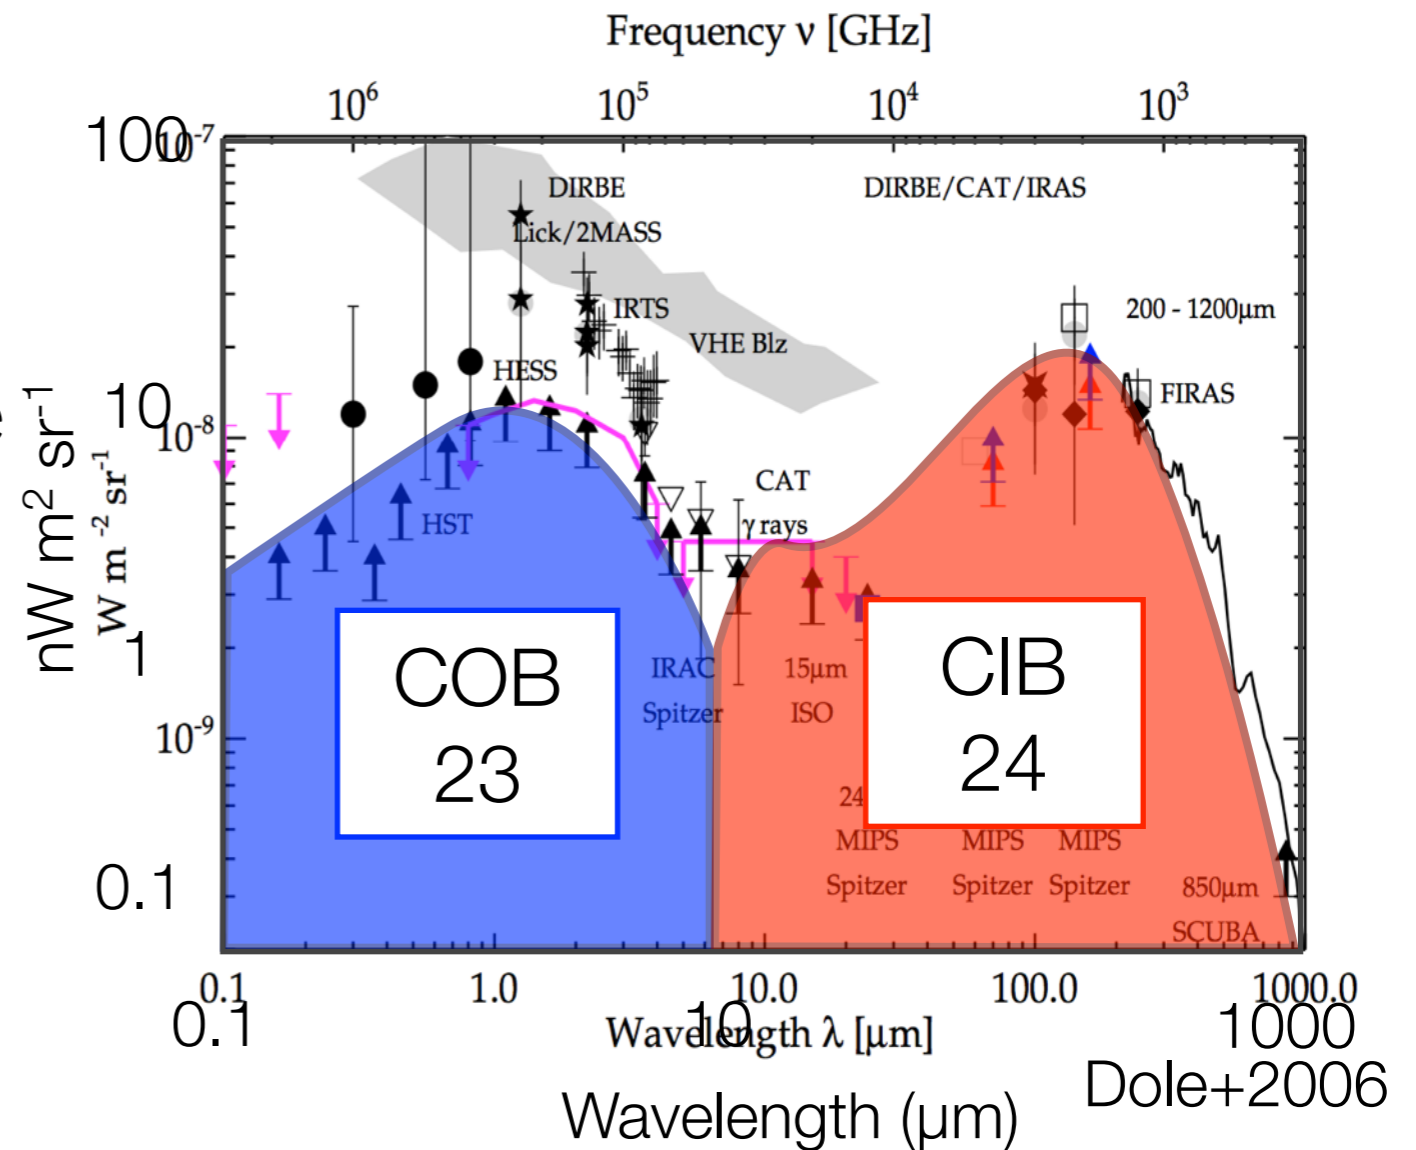 Frequency ν [GHz]
10⁶ 10⁵ 10⁴ 10³
100
10⁻⁷
DIRBE
DIRBE/CAT/IRAS
Lick/2MASS
IRTS
200 - 1200µm
VHE Blz
HESS
FIRAS
10
10⁻⁸
CAT
γ rays
HST
nW m² sr⁻¹
W m⁻² sr⁻¹
1
COB
23
CIB
24
IRAC
Spitzer
15µm
ISO
10⁻⁹
24
MIPS MIPS MIPS
Spitzer Spitzer Spitzer
0.1
850µm
SCUBA
0.1 1.0 10.0 100.0 1000.0
0.1 10 1000
Wavelength λ [µm]
Dole+2006
Wavelength (µm)